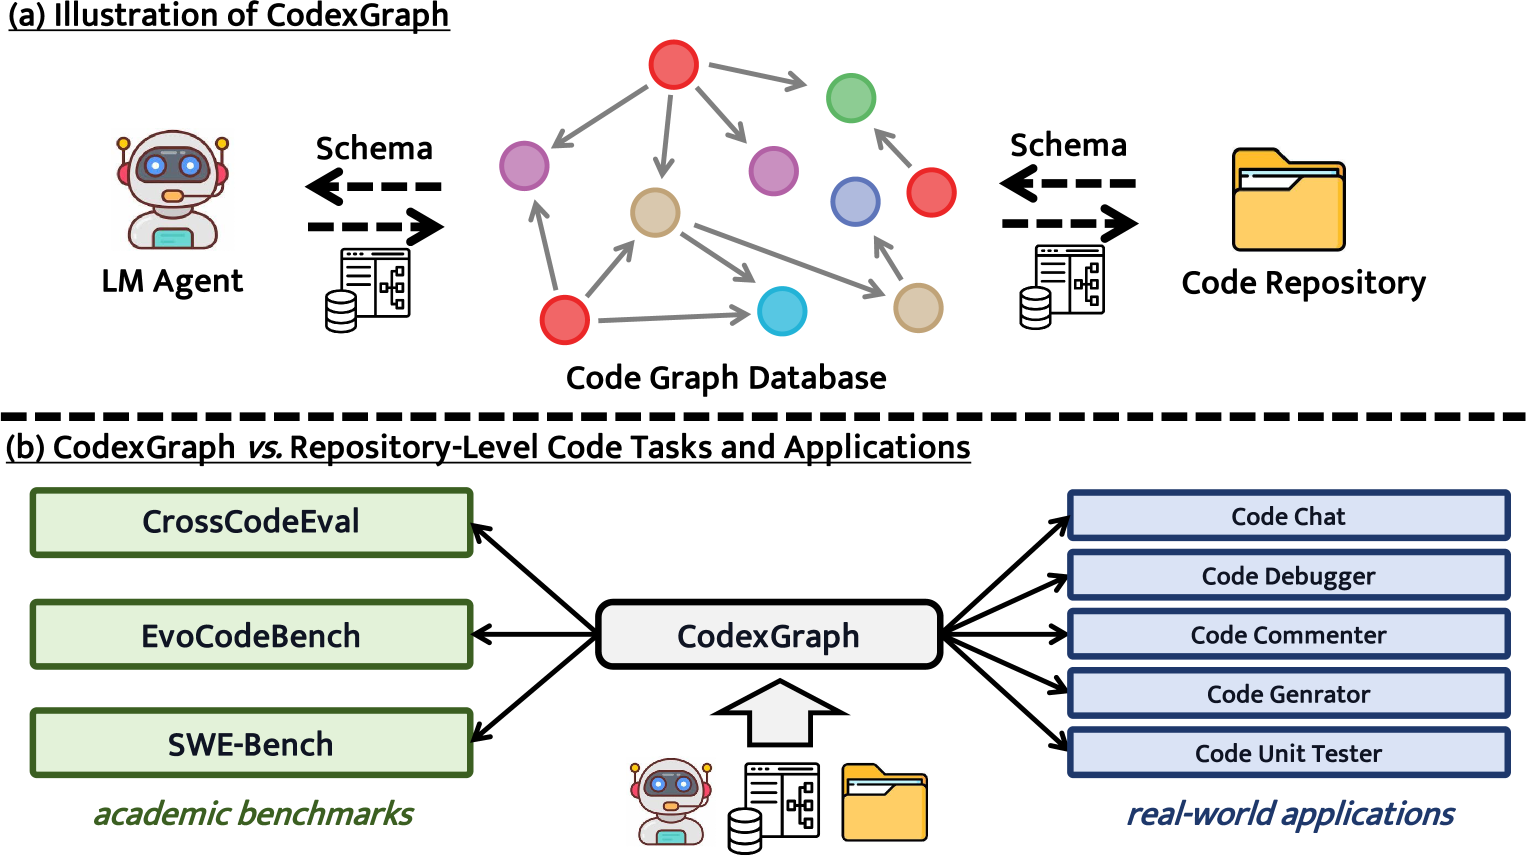 (a) Illustration of CodexGraph
Schema
Schema
LM Agent
Code Repository
Code Graph Database
(b) CodexGraph vs. Repository-Level Code Tasks and Applications
CrossCodeEval
EvoCodeBench
SWE-Bench
academic benchmarks
CodexGraph
Code Chat
Code Debugger
Code Commenter
Code Genrator
Code Unit Tester
real-world applications